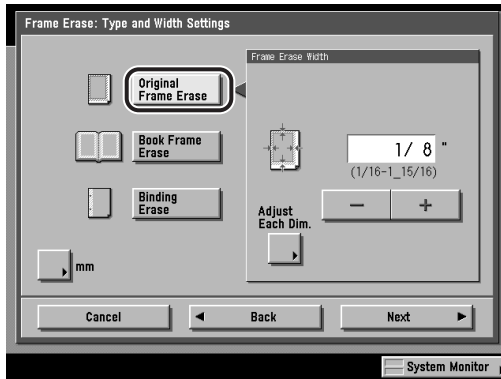 Frame Erase: Type and Width Settings
Original
Frame Erase
Book Frame
Erase
Binding
Erase
mm
Frame Erase Width
1/ 8 "
(1/16-1_15/16)
Adjust
Each Dim.
− +
Cancel
◄ Back
Next ►
System Monitor